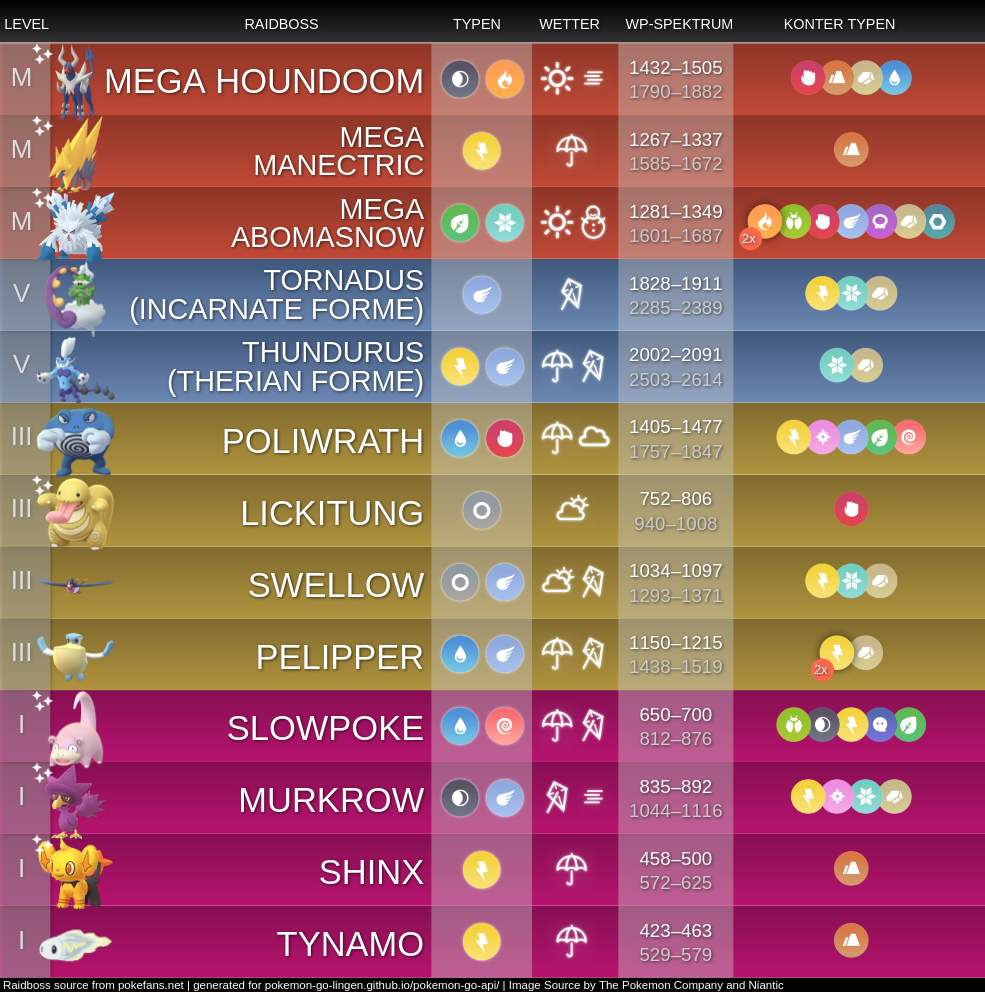 LEVEL RAIDBOSS TYPEN WETTER WP-SPEKTRUM KONTER TYPEN
M MEGA HOUNDOOM 1432–1505
1790–1882
M MEGA
MANECTRIC 1267–1337
1585–1672
M MEGA
ABOMASNOW 1281–1349
1601–1687 2x
V TORNADUS
(INCARNATE FORME) 1828–1911
2285–2389
V THUNDURUS
(THERIAN FORME) 2002–2091
2503–2614
III POLIWRATH 1405–1477
1757–1847
III LICKITUNG 752–806
940–1008
III SWELLOW 1034–1097
1293–1371
III PELIPPER 1150–1215
1438–1519 2x
I SLOWPOKE 650–700
812–876
I MURKROW 835–892
1044–1116
I SHINX 458–500
572–625
I TYNAMO 423–463
529–579
Raidboss source from pokefans.net | generated for pokemon-go-lingen.github.io/pokemon-go-api/ | Image Source by The Pokemon Company and Niantic